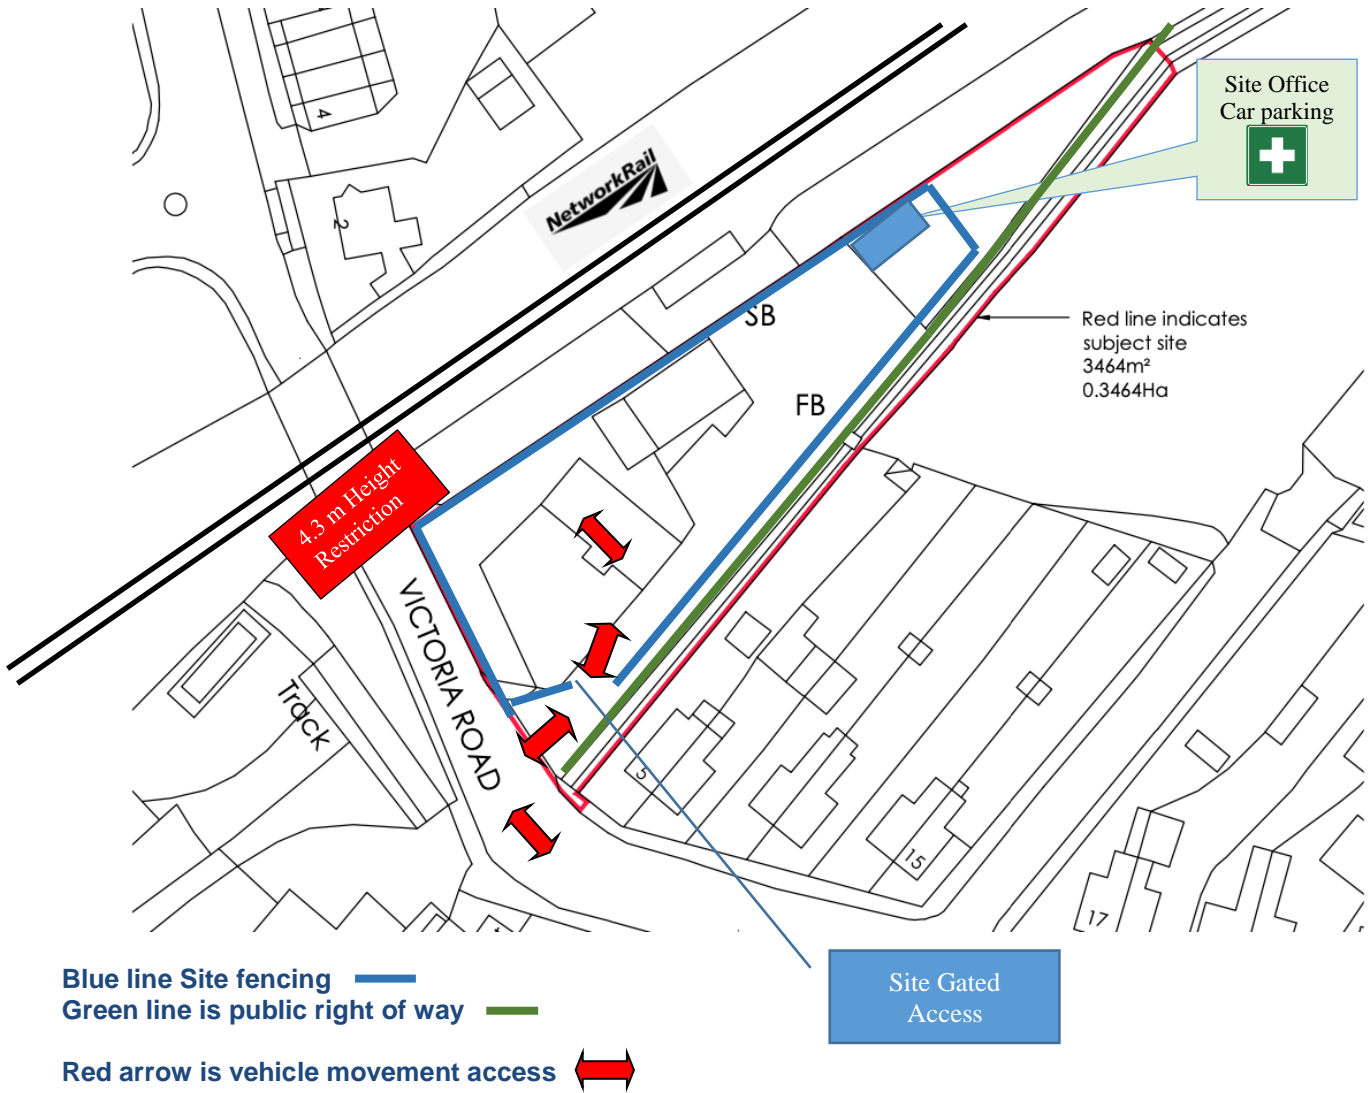 Site Office
Car parking
4
NetworkRail
2
SB
Red line indicates
subject site
3464m²
0.3464Ha
FB
4.3 m Height
Restriction
VICTORIA ROAD
Track
5
15
17
Blue line Site fencing
Green line is public right of way
Site Gated
Access
Red arrow is vehicle movement access